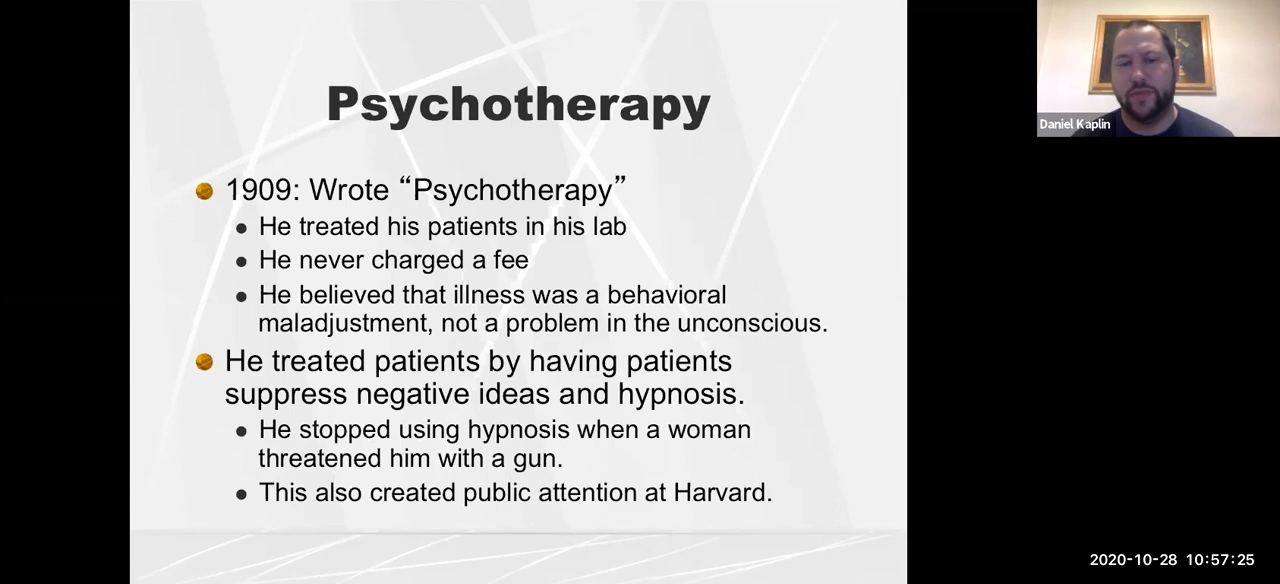 Psychotherapy
1909: Wrote “Psychotherapy”
He treated his patients in his lab
He never charged a fee
He believed that illness was a behavioral
maladjustment, not a problem in the unconscious.
He treated patients by having patients
suppress negative ideas and hypnosis.
He stopped using hypnosis when a woman
threatened him with a gun.
This also created public attention at Harvard.
Daniel Kaplin
2020-10-28 10:57:25